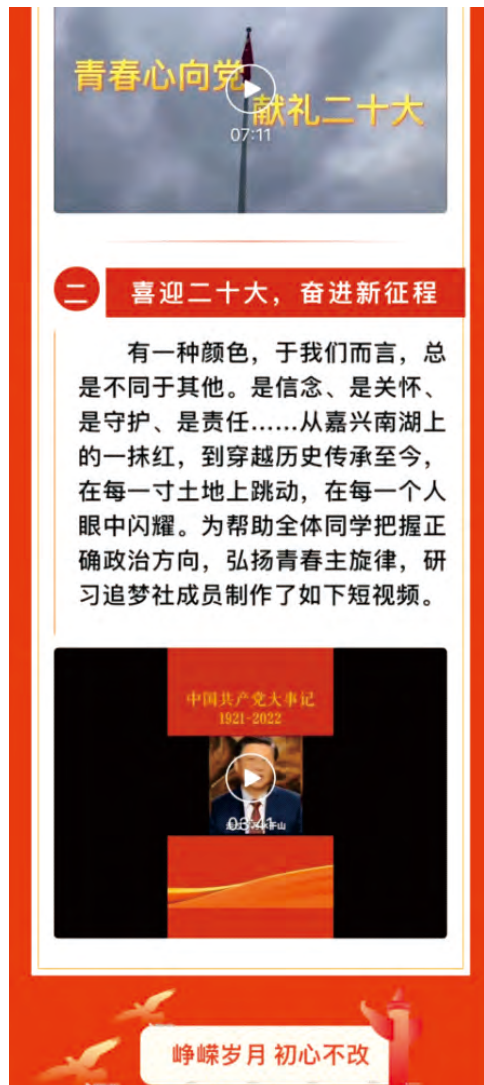 青春心向党
献礼二十大
07:11
二
喜迎二十大，奋进新征程
有一种颜色，于我们而言，总
是不同于其他。是信念、是关怀、
是守护、是责任……从嘉兴南湖上
的一抹红，到穿越历史传承至今，
在每一寸土地上跳动，在每一个人
眼中闪耀。为帮助全体同学把握正
确政治方向，弘扬青春主旋律，研
习追梦社成员制作了如下短视频。
中国共产党大事记
1921-2022
03:41
峥嵘岁月 初心不改